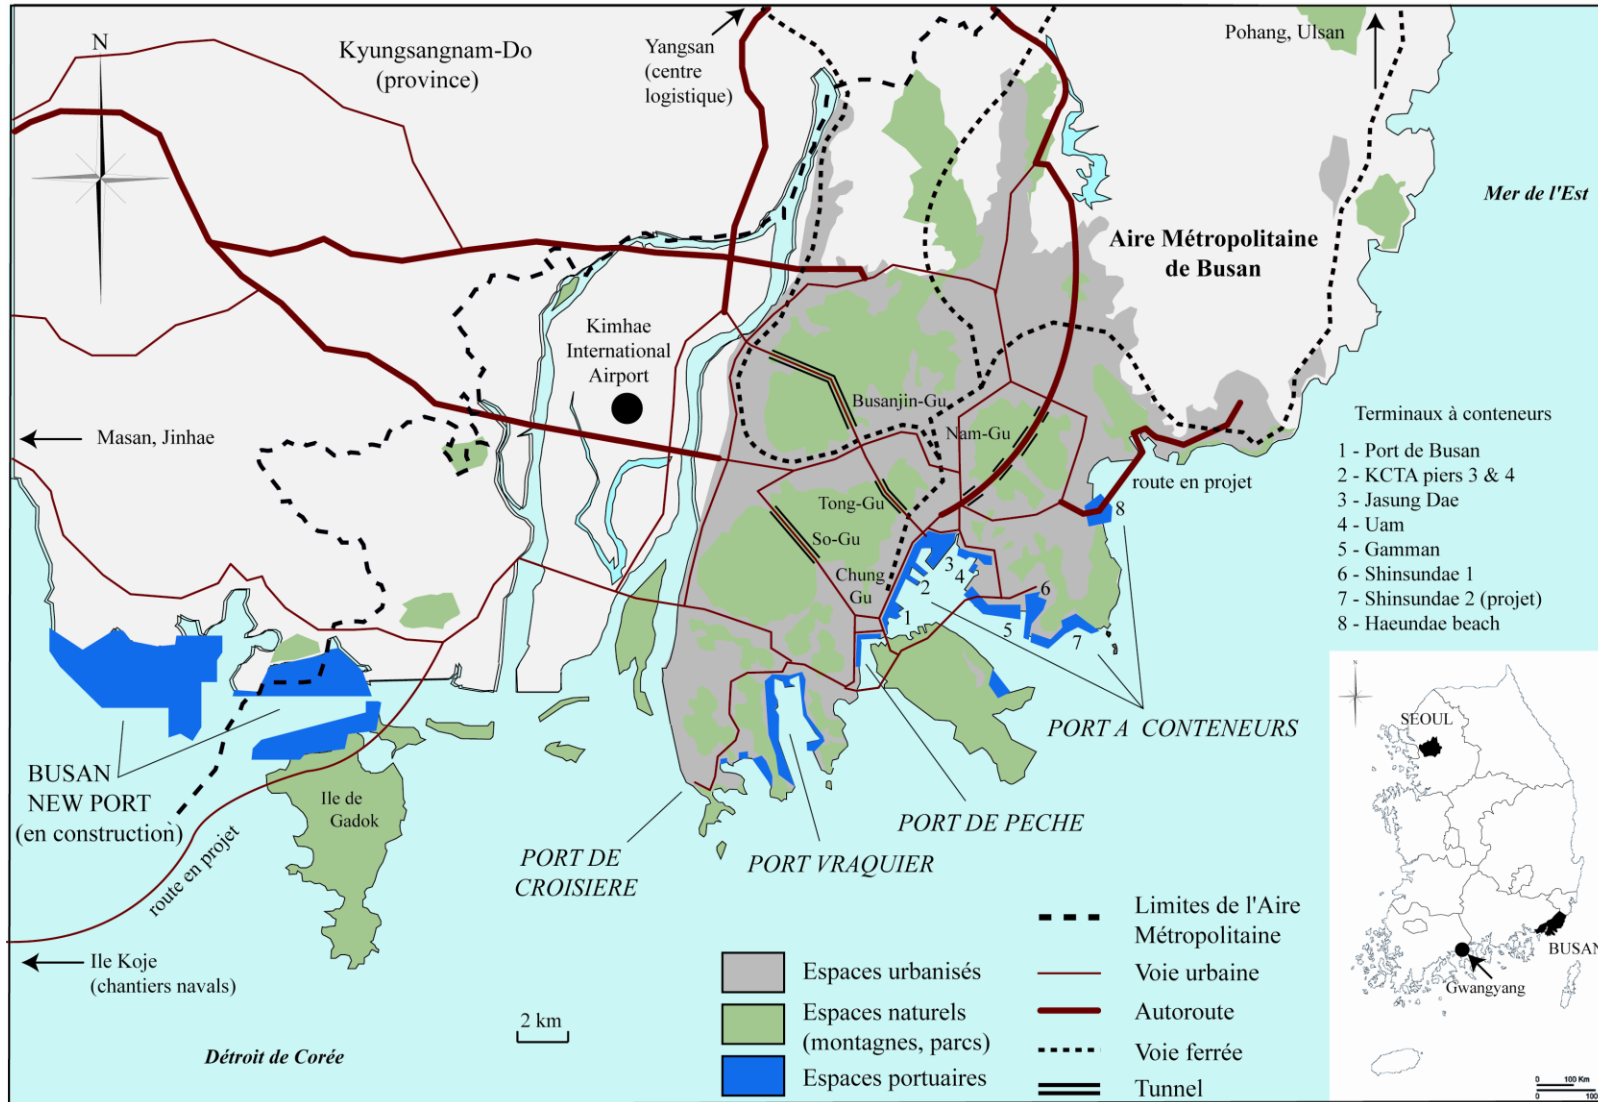 N
Kyungsangnam-Do
(province)
Yangsan
(centre
logistique)
Pohang, Ulsan
Mer de l'Est
Aire Métropolitaine
de Busan
Kimhae
International
Airport
Masan, Jinhae
Busanjin-Gu
Nam-Gu
Tong-Gu
So-Gu
Chung
Gu
route en projet
1
2
3
4
5
6
7
8
Terminaux à conteneurs
1 - Port de Busan
2 - KCTA piers 3 & 4
3 - Jasung Dae
4 - Uam
5 - Gamman
6 - Shinsundae 1
7 - Shinsundae 2 (projet)
8 - Haeundae beach
BUSAN
NEW PORT
(en construction)
Ile de
Gadok
route en projet
Ile Koje
(chantiers navals)
Détroit de Corée
PORT DE
CROISIERE
PORT VRAQUIER
PORT DE PECHE
PORT A CONTENEURS
2 km
Espaces urbanisés
Espaces naturels
(montagnes, parcs)
Espaces portuaires
Limites de l'Aire
Métropolitaine
Voie urbaine
Autoroute
Voie ferrée
Tunnel
N
SEOUL
BUSAN
Gwangyang
0 100 Km
0 100